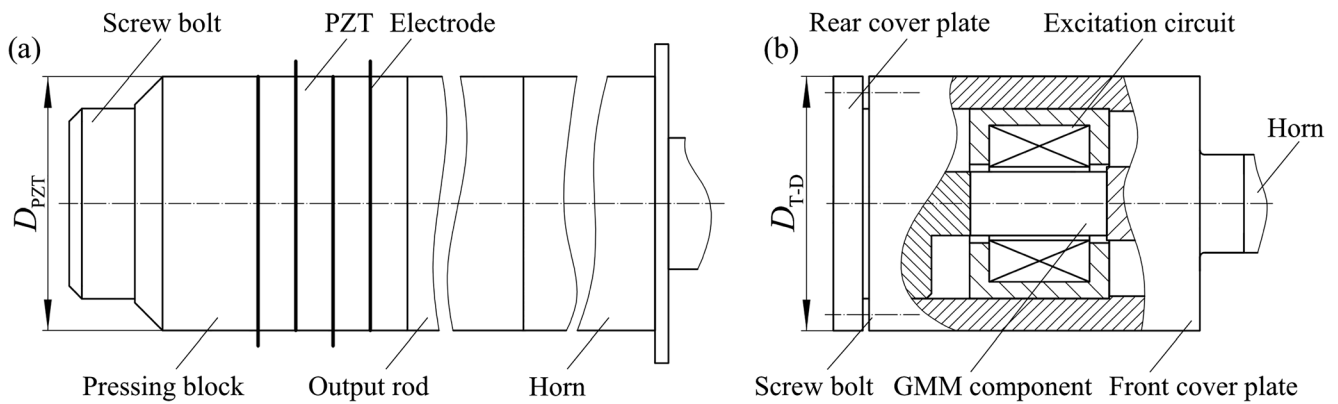 (a)
Screw bolt
PZT
Electrode
D_PZT
Pressing block
Output rod
Horn
(b)
Rear cover plate
Excitation circuit
Horn
D_T-D
Screw bolt
GMM component
Front cover plate